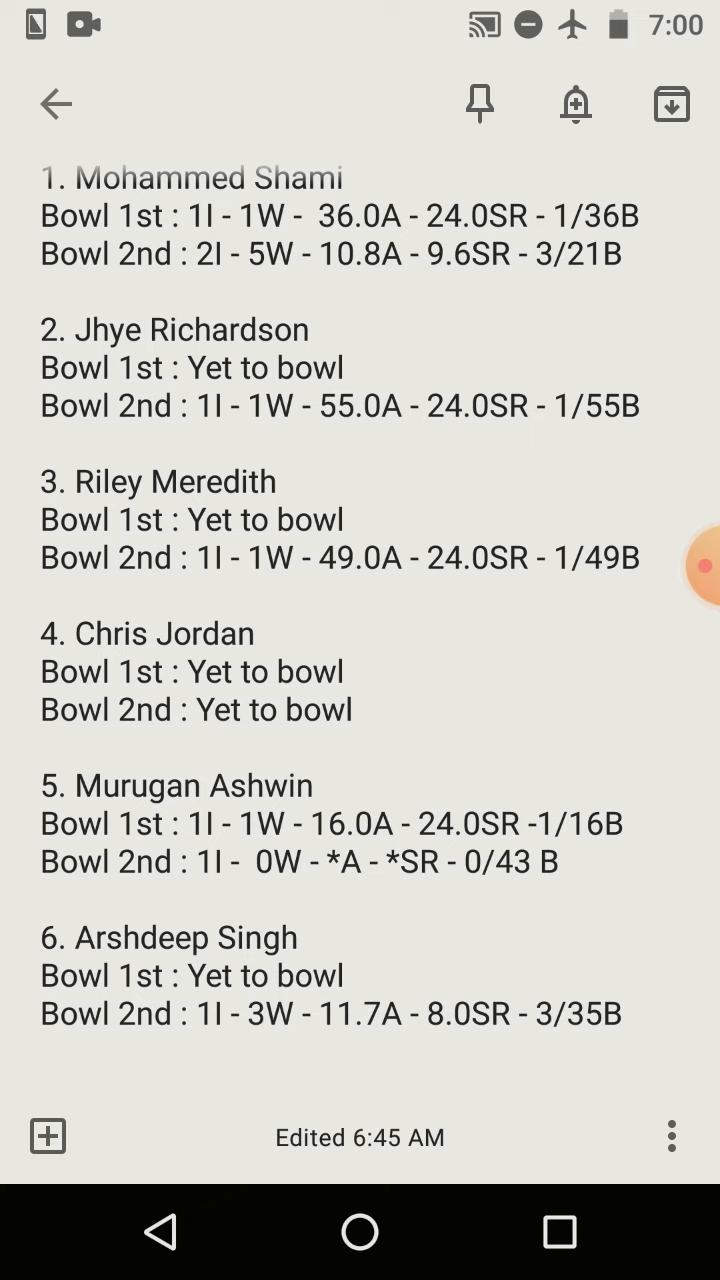 7:00
1. Mohammed Shami
Bowl 1st : 1I - 1W -  36.0A - 24.0SR - 1/36B
Bowl 2nd : 2I - 5W - 10.8A - 9.6SR - 3/21B
2. Jhye Richardson
Bowl 1st : Yet to bowl
Bowl 2nd : 1I - 1W - 55.0A - 24.0SR - 1/55B
3. Riley Meredith
Bowl 1st : Yet to bowl
Bowl 2nd : 1I - 1W - 49.0A - 24.0SR - 1/49B
4. Chris Jordan
Bowl 1st : Yet to bowl
Bowl 2nd : Yet to bowl
5. Murugan Ashwin
Bowl 1st : 1I - 1W - 16.0A - 24.0SR -1/16B
Bowl 2nd : 1I -  0W - *A - *SR - 0/43 B
6. Arshdeep Singh
Bowl 1st : Yet to bowl
Bowl 2nd : 1I - 3W - 11.7A - 8.0SR - 3/35B
Edited 6:45 AM